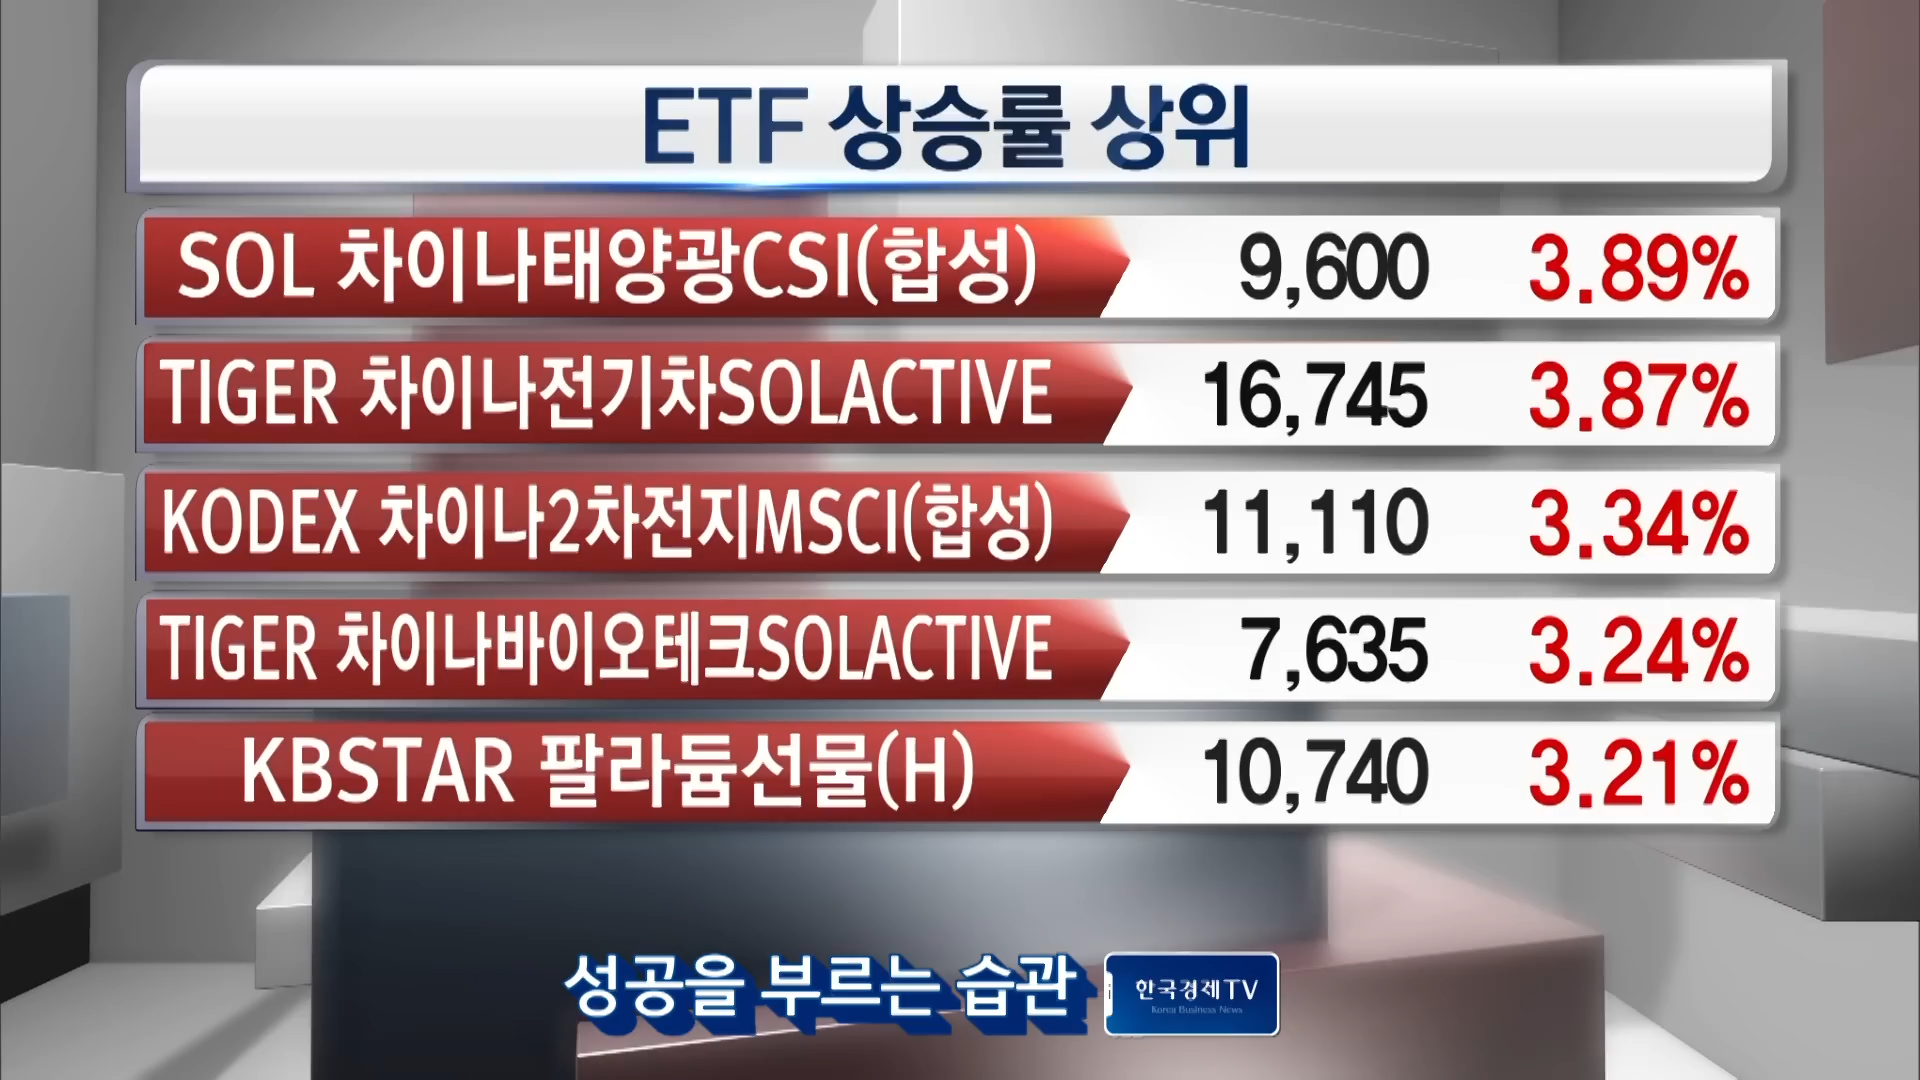 ETF 상승률 상위
SOL 차이나태양광CSI(합성) 9,600 3.89%
TIGER 차이나전기차SOLACTIVE 16,745 3.87%
KODEX 차이나2차전지MSCI(합성) 11,110 3.34%
TIGER 차이나바이오테크SOLACTIVE 7,635 3.24%
KBSTAR 팔라듐선물(H) 10,740 3.21%
성공을 부르는 습관 한국경제TV
Korea Business News